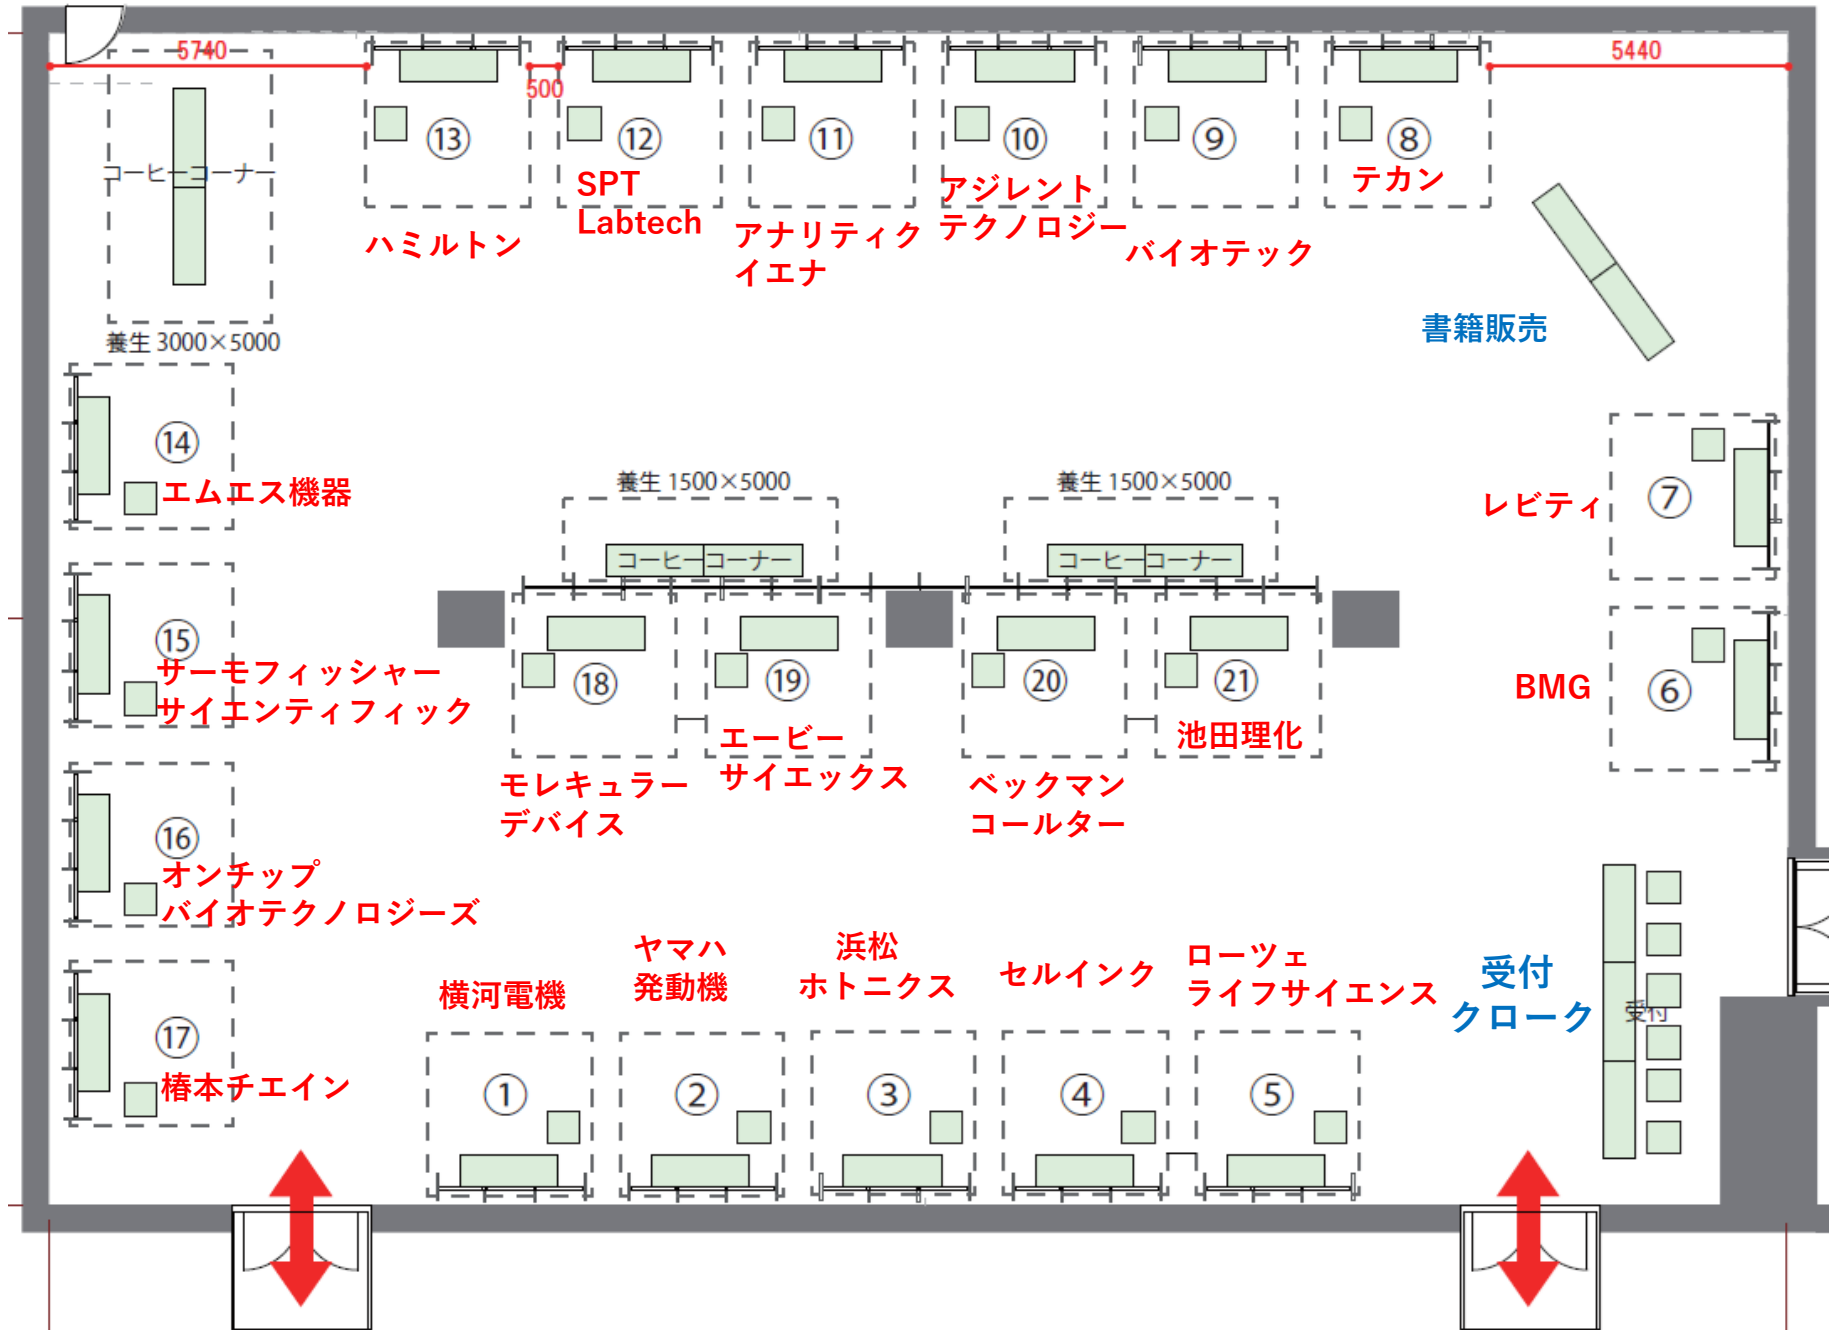 5740
500
5440
⑬
⑫
⑪
⑩
⑨
⑧
コーヒーコーナー
ハミルトン
SPT
Labtech
アナリティク
イエナ
アジレント
テクノロジー
バイオテック
テカン
書籍販売
養生 3000×5000
⑭
エムエス機器
養生 1500×5000
養生 1500×5000
コーヒーコーナー
コーヒーコーナー
⑦
レビティ
⑮
サーモフィッシャー
サイエンティフィック
⑱
⑲
⑳
㉑
⑥
BMG
モレキュラー
デバイス
エービー
サイエックス
ベックマン
コールター
池田理化
⑯
オンチップ
バイオテクノロジーズ
⑰
椿本チエイン
横河電機
ヤマハ
発動機
浜松
ホトニクス
セルインク
ローツェ
ライフサイエンス
受付
クローク
受付
①
②
③
④
⑤